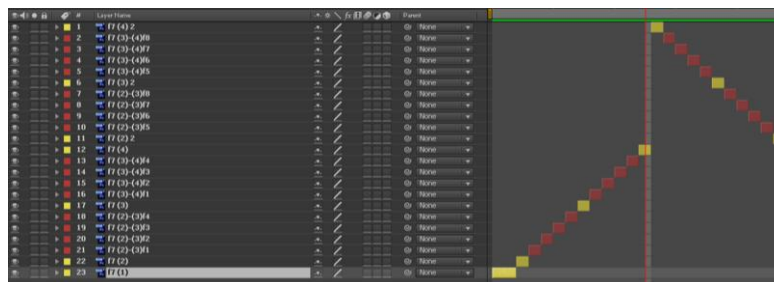 # Layer Name Parent
1 f7 (4) 2 None
2 f7 (3)-(4)f8 None
3 f7 (3)-(4)f7 None
4 f7 (3)-(4)f6 None
5 f7 (3)-(4)f5 None
6 f7 (3) 2 None
7 f7 (2)-(3)f8 None
8 f7 (2)-(3)f7 None
9 f7 (2)-(3)f6 None
10 f7 (2)-(3)f5 None
11 f7 (2) 2 None
12 f7 (4) None
13 f7 (3)-(4)f4 None
14 f7 (3)-(4)f3 None
15 f7 (3)-(4)f2 None
16 f7 (3)-(4)f1 None
17 f7 (3) None
18 f7 (2)-(3)f4 None
19 f7 (2)-(3)f3 None
20 f7 (2)-(3)f2 None
21 f7 (2)-(3)f1 None
22 f7 (2) None
23 f7 (1) None